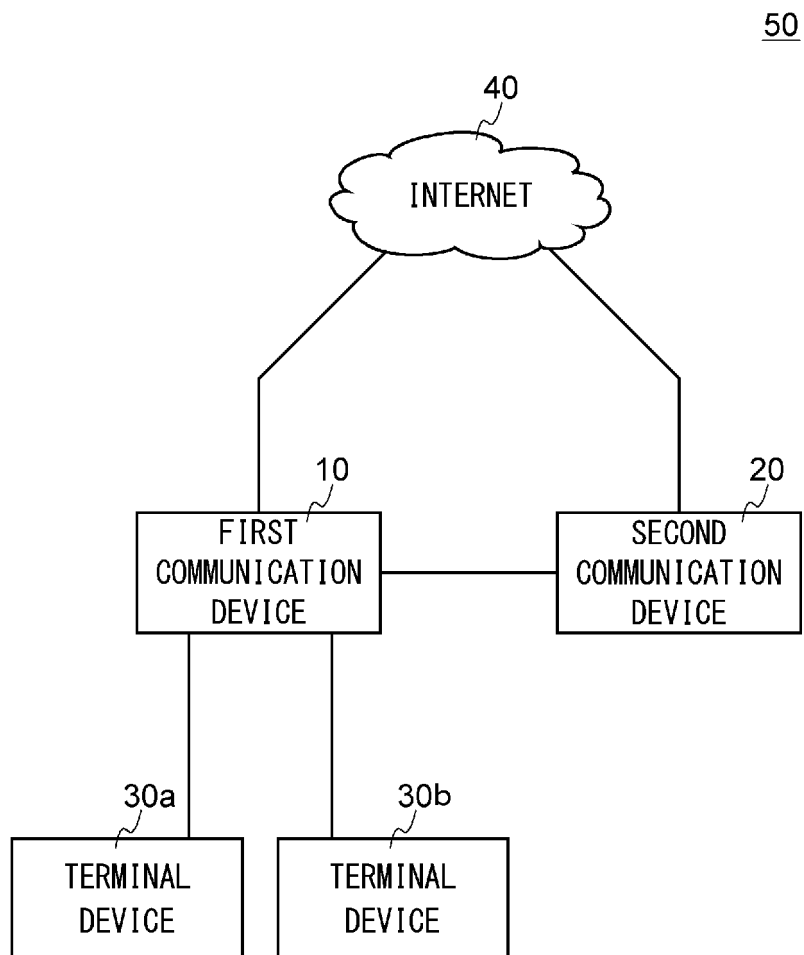 50
40
INTERNET
10
20
FIRST
COMMUNICATION
DEVICE
SECOND
COMMUNICATION
DEVICE
30a
30b
TERMINAL
DEVICE
TERMINAL
DEVICE